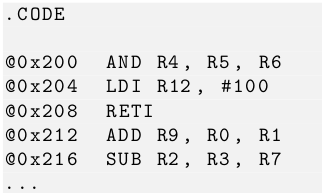 .CODE
@0x200 AND R4, R5, R6
@0x204 LDI R12, #100
@0x208 RETI
@0x212 ADD R9, R0, R1
@0x216 SUB R2, R3, R7
...